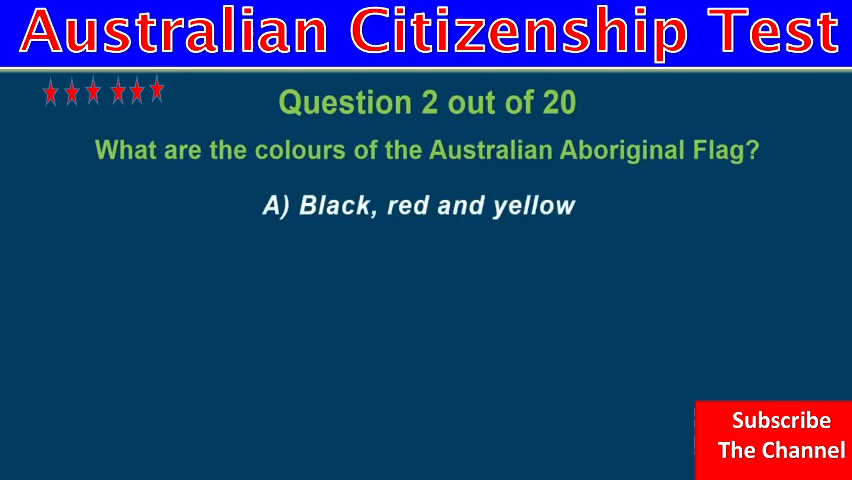 Australian Citizenship Test
Question 2 out of 20
What are the colours of the Australian Aboriginal Flag?
A) Black, red and yellow
Subscribe
The Channel